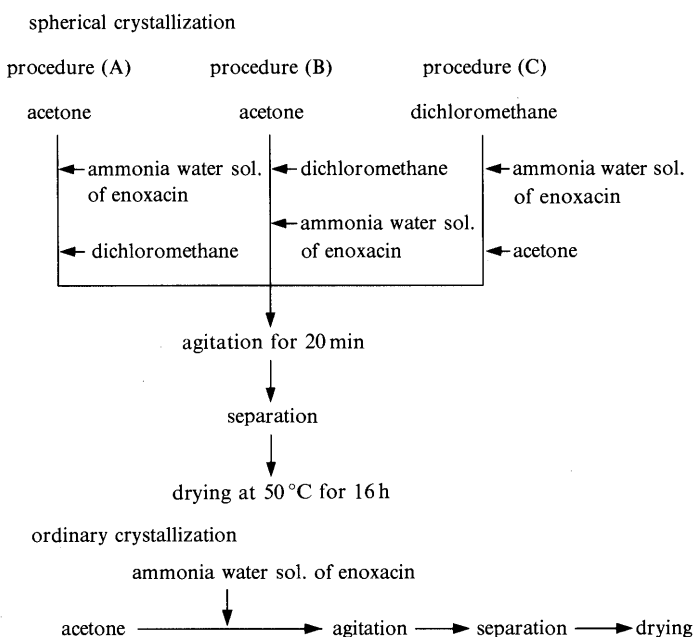 spherical crystallization
procedure (A) procedure (B) procedure (C)
acetone acetone dichloromethane
ammonia water sol. dichloromethane ammonia water sol.
of enoxacin of enoxacin
ammonia water sol.
dichloromethane of enoxacin acetone
agitation for 20 min
separation
drying at 50 °C for 16 h
ordinary crystallization
ammonia water sol. of enoxacin
acetone agitation separation drying